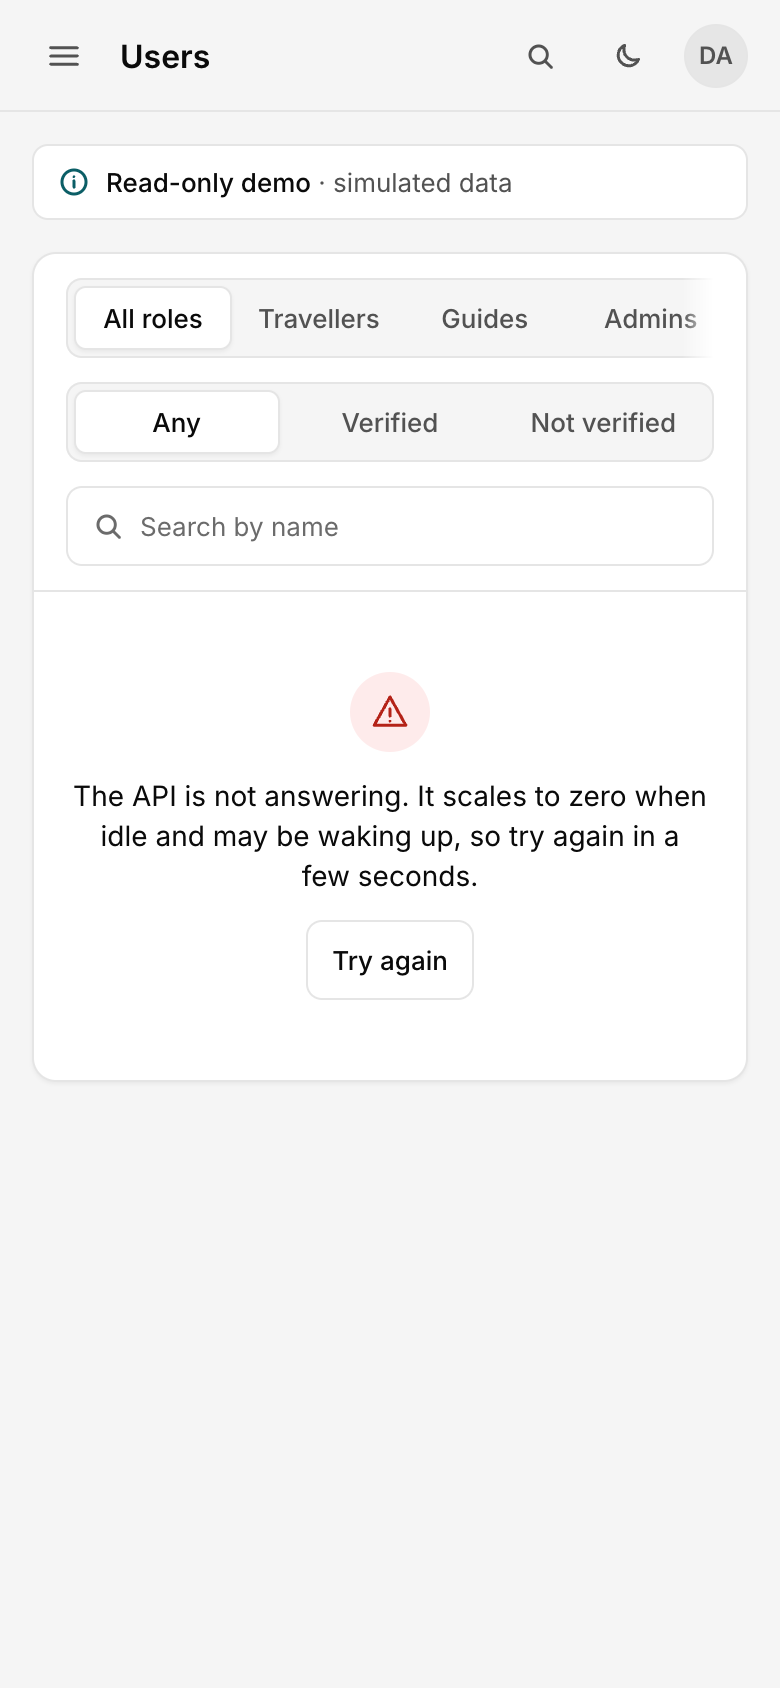 Users
DA
Read-only demo · simulated data
All roles Travellers Guides Admins
Any Verified Not verified
Search by name
The API is not answering. It scales to zero when
idle and may be waking up, so try again in a
few seconds.
Try again